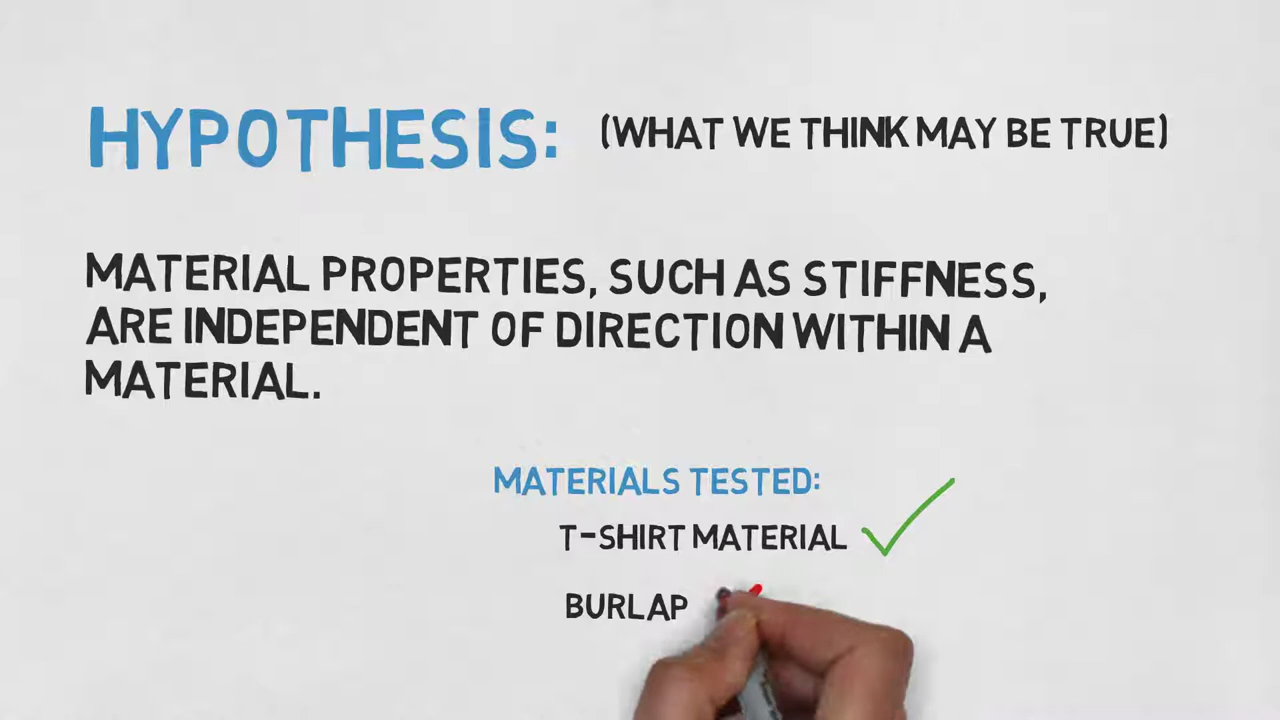 HYPOTHESIS: (WHAT WE THINK MAY BE TRUE)
MATERIAL PROPERTIES, SUCH AS STIFFNESS,
ARE INDEPENDENT OF DIRECTION WITHIN A
MATERIAL.
MATERIALS TESTED:
T-SHIRT MATERIAL
BURLAP